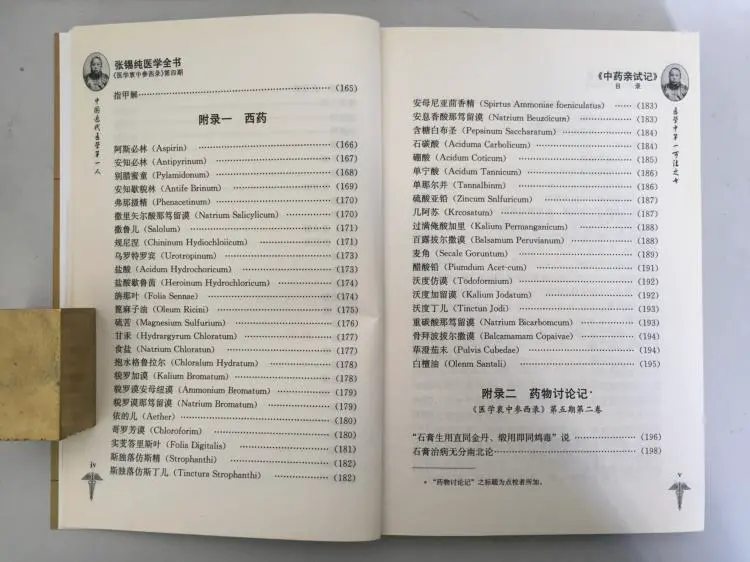 张锡纯医学全书
《医学衷中参西录》第四期
中国近代医学第一人
指甲解……(165)
附录一 西药
阿斯必林（Aspirin）……(166)
安知必林（Antipyrinum）……(167)
别腊蜜童（Pylamidonum）……(168)
安知歇貌林（Antife Brinum）……(169)
弗那摄精（Phenacetinum）……(170)
撒里矢尔酸那笃留谟（Natrium Salicylicum）……(170)
撒鲁儿（Salolum）……(171)
规尼涅（Chininum Hydiochloiicum）……(171)
乌罗特罗宾（Urotropinum）……(173)
盐酸（Acidum Hydrochoricum）……(174)
盐酸歇鲁茵（Heroinum Hydrochloricum）……(174)
旃那叶（Folia Sennae）……(174)
蓖麻子油（Oleum Ricini）……(175)
硫苦（Magnesium Sulfurium）……(176)
甘汞（Hydrargyrum Chloratum）……(177)
食盐（Natrium Chloratun）……(177)
抱水格鲁拉尔（Chloralum Hydratum）……(178)
貌罗加谟（Kalium Bromatum）……(178)
貌罗谟安母纽谟（Ammonium Bromatum）……(179)
貌罗谟那笃留谟（Natrium Bromatum）……(179)
依的儿（Aether）……(179)
哥罗芳谟（Chloroforim）……(180)
实芰答里斯叶（Folia Digitalis）……(181)
斯独落仿斯精（Strophanthi）……(182)
斯独落仿斯丁儿（Tinctura Strophanthi）……(182)
iv
《中药亲试记》
目 录
医学中第一可法之书
安母尼亚茴香精（Spirtus Ammoniae foeniculatus）……(183)
安息香酸那笃留谟（Natrium Beuzoicum）……(183)
含糖白布圣（Pepsinum Saccharatum）……(184)
石碳酸（Aciduma Carbolicum）……(184)
硼酸（Acidum Coticum）……(185)
单宁酸（Acidum Tannicum）……(186)
单那尔并（Tannalbinm）……(186)
硫酸亚铅（Zincum Snlfuricum）……(187)
几阿苏（Krcosatum）……(187)
过满俺酸加里（Kalium Permanganicum）……(187)
百露拔尔撒谟（Balsamum Peruvianum）……(188)
麦角（Secale Goruntum）……(189)
醋酸铅（Piumdum Acet-cum）……(191)
沃度仿谟（Todoformium）……(192)
沃度加留谟（Kalium Jodatum）……(192)
沃度丁儿（Tinctun Jodi）……(193)
重碳酸那笃留谟（Natrium Bicarhomcum）……(193)
骨拜波拔尔撒谟（Balcamamam Copaivae）……(194)
荜澄茄末（Pulvis Cubedae）……(194)
白檀油（Olenm Santali）……(195)
附录二 药物讨论记*
《医学衷中参西录》第五期第二卷
“石膏生用直同金丹、煅用即同鸩毒”说……(196)
石膏治病无分南北论……(198)
* “药物讨论记”之标题为点校者所加。
v